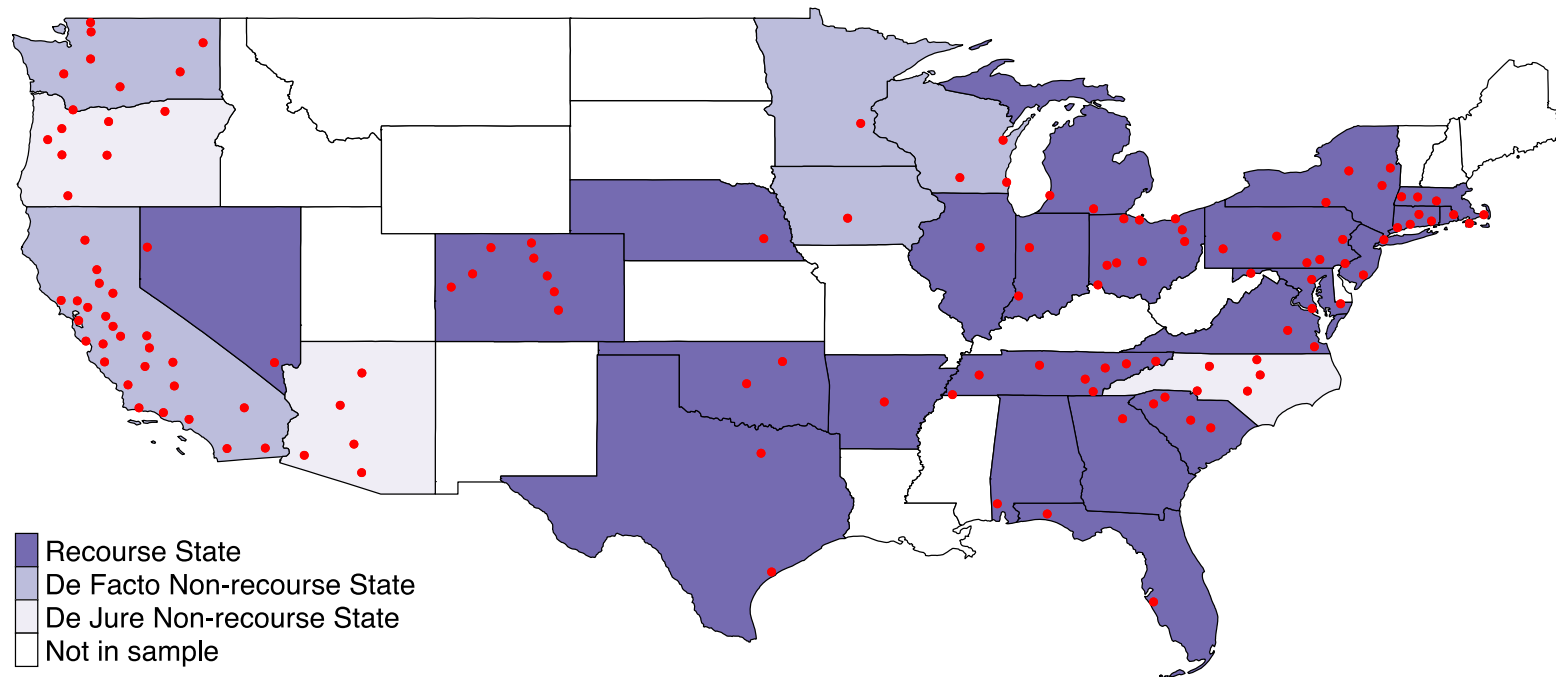 Recourse State
De Facto Non-recourse State
De Jure Non-recourse State
Not in sample